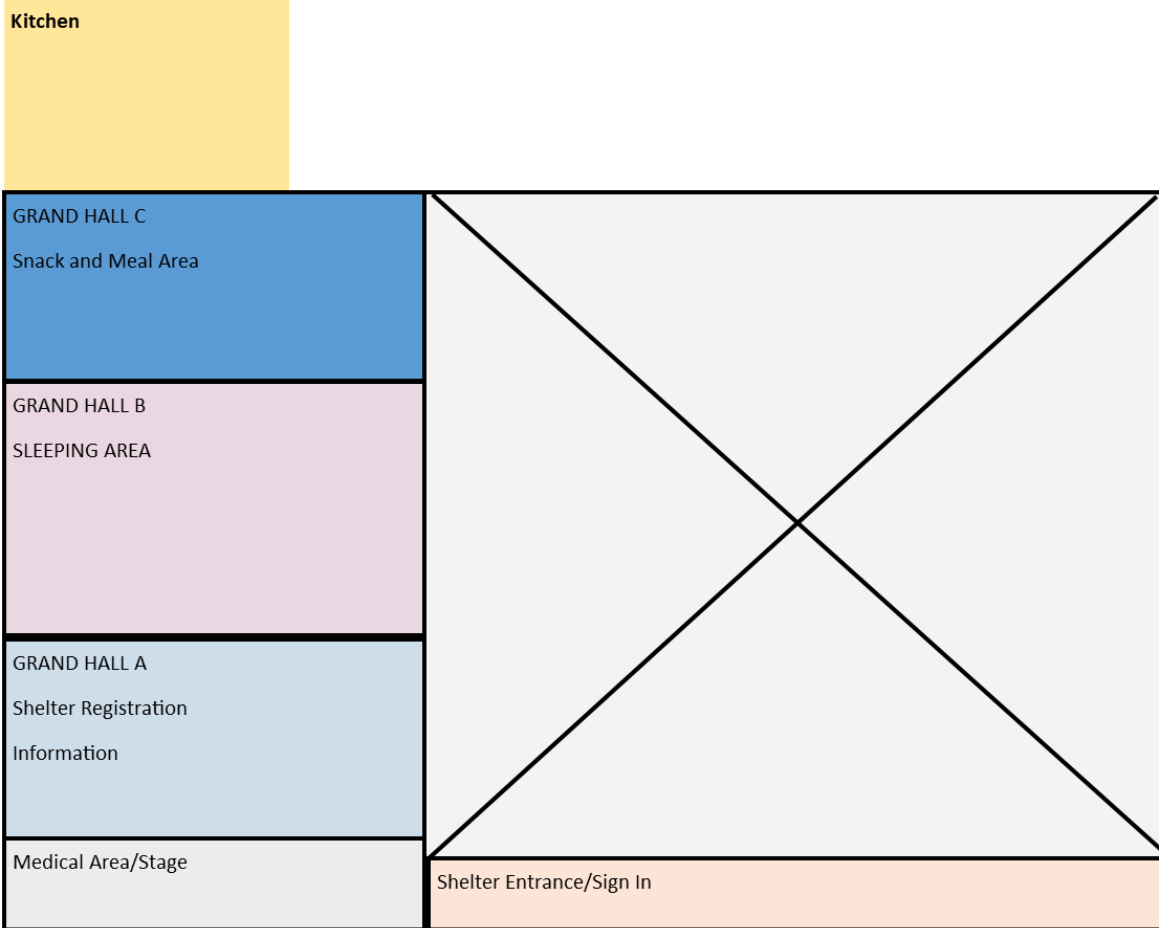 Kitchen
GRAND HALL C
Snack and Meal Area
GRAND HALL B
SLEEPING AREA
GRAND HALL A
Shelter Registration
Information
Medical Area/Stage
Shelter Entrance/Sign In